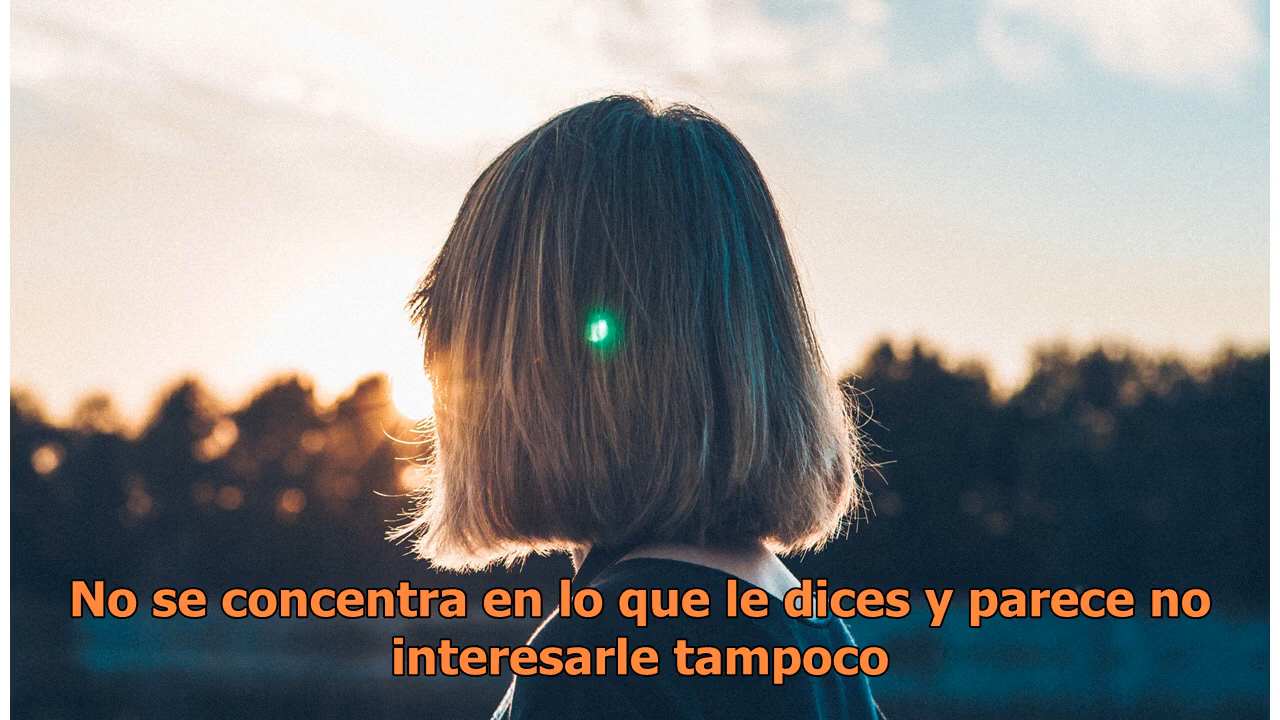 No se concentra en lo que le dices y parece no
interesarle tampoco